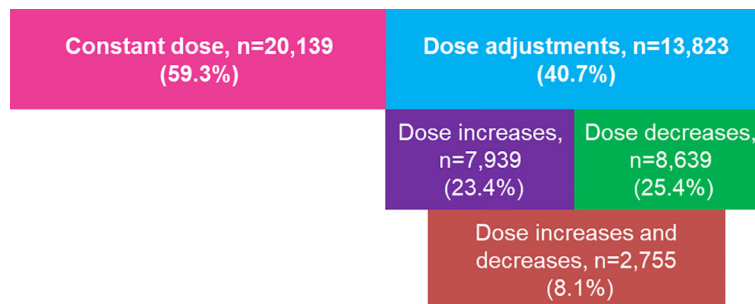 Constant dose, n=20,139
(59.3%)
Dose adjustments, n=13,823
(40.7%)
Dose increases,
n=7,939
(23.4%)
Dose decreases,
n=8,639
(25.4%)
Dose increases and
decreases, n=2,755
(8.1%)